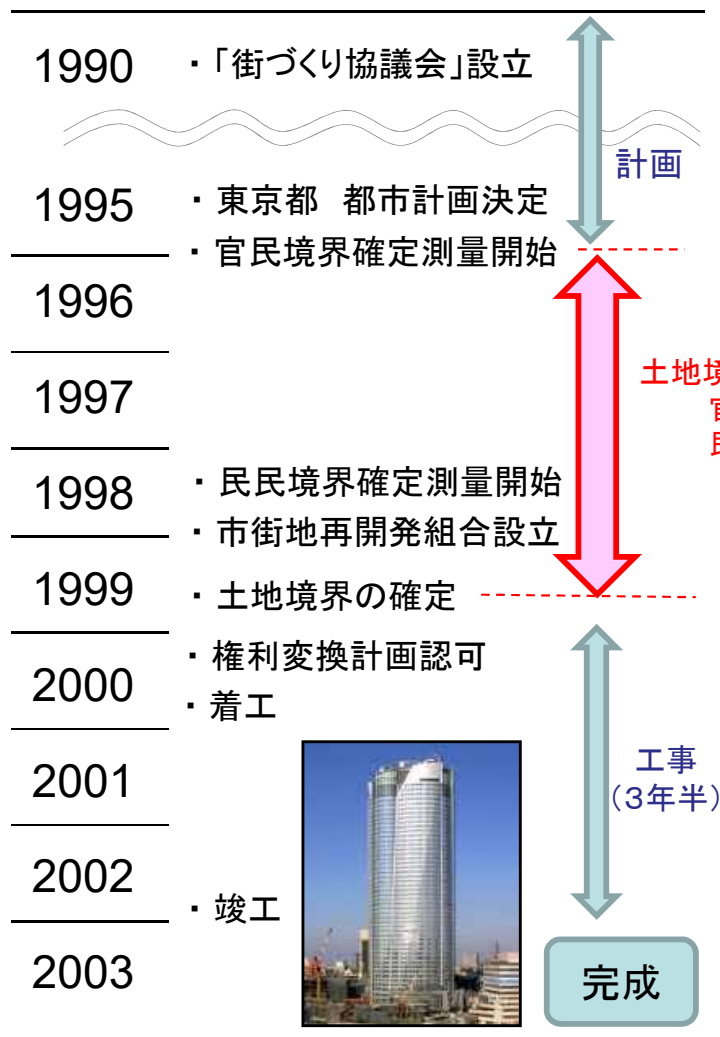 1990 ・「街づくり協議会」設立
計画
1995 ・東京都　都市計画決定
・官民境界確定測量開始
1996
1997
土地境
1998 ・民民境界確定測量開始
・市街地再開発組合設立
1999 ・土地境界の確定
2000 ・権利変換計画認可
・着工
2001
工事
（3年半）
2002
・竣工
2003
完成